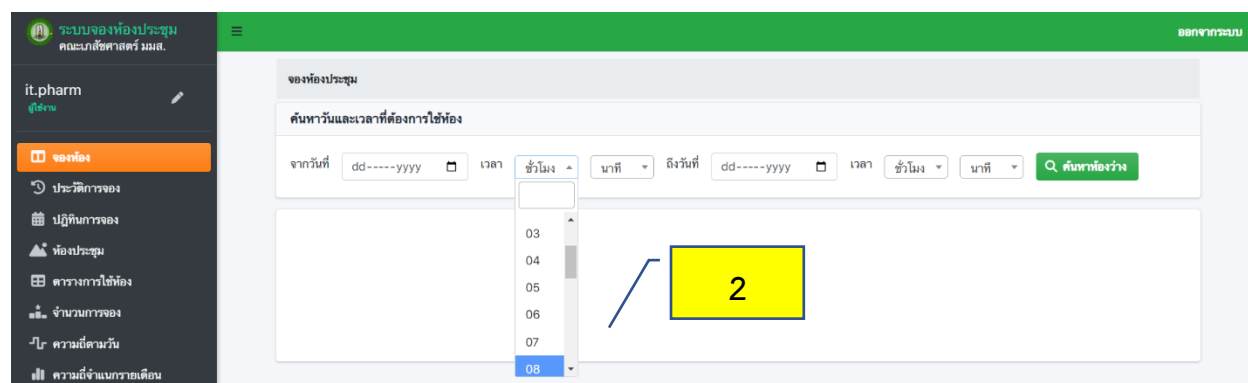 ระบบจองห้องประชุม
คณะเภสัชศาสตร์ มมส.
ออกจากระบบ
it.pharm
ผู้ใช้งาน
จองห้อง
ประวัติการจอง
ปฏิทินการจอง
ห้องประชุม
ตารางการใช้ห้อง
จำนวนการจอง
ความถี่ตามวัน
ความถี่จำแนกรายเดือน
จองห้องประชุม
ค้นหาวันและเวลาที่ต้องการใช้ห้อง
จากวันที่ dd-----yyyy เวลา ชั่วโมง นาที ถึงวันที่ dd-----yyyy เวลา ชั่วโมง นาที ค้นหาห้องว่าง
03
04
05
06
07
08
2